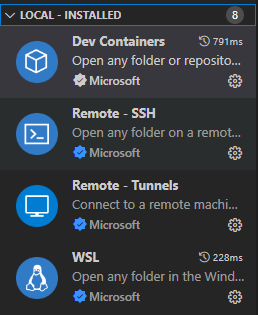 LOCAL - INSTALLED 8
Dev Containers 791ms
Open any folder or reposito...
Microsoft
Remote - SSH
Open any folder on a remot...
Microsoft
Remote - Tunnels
Connect to a remote machi...
Microsoft
WSL 228ms
Open any folder in the Wind...
Microsoft